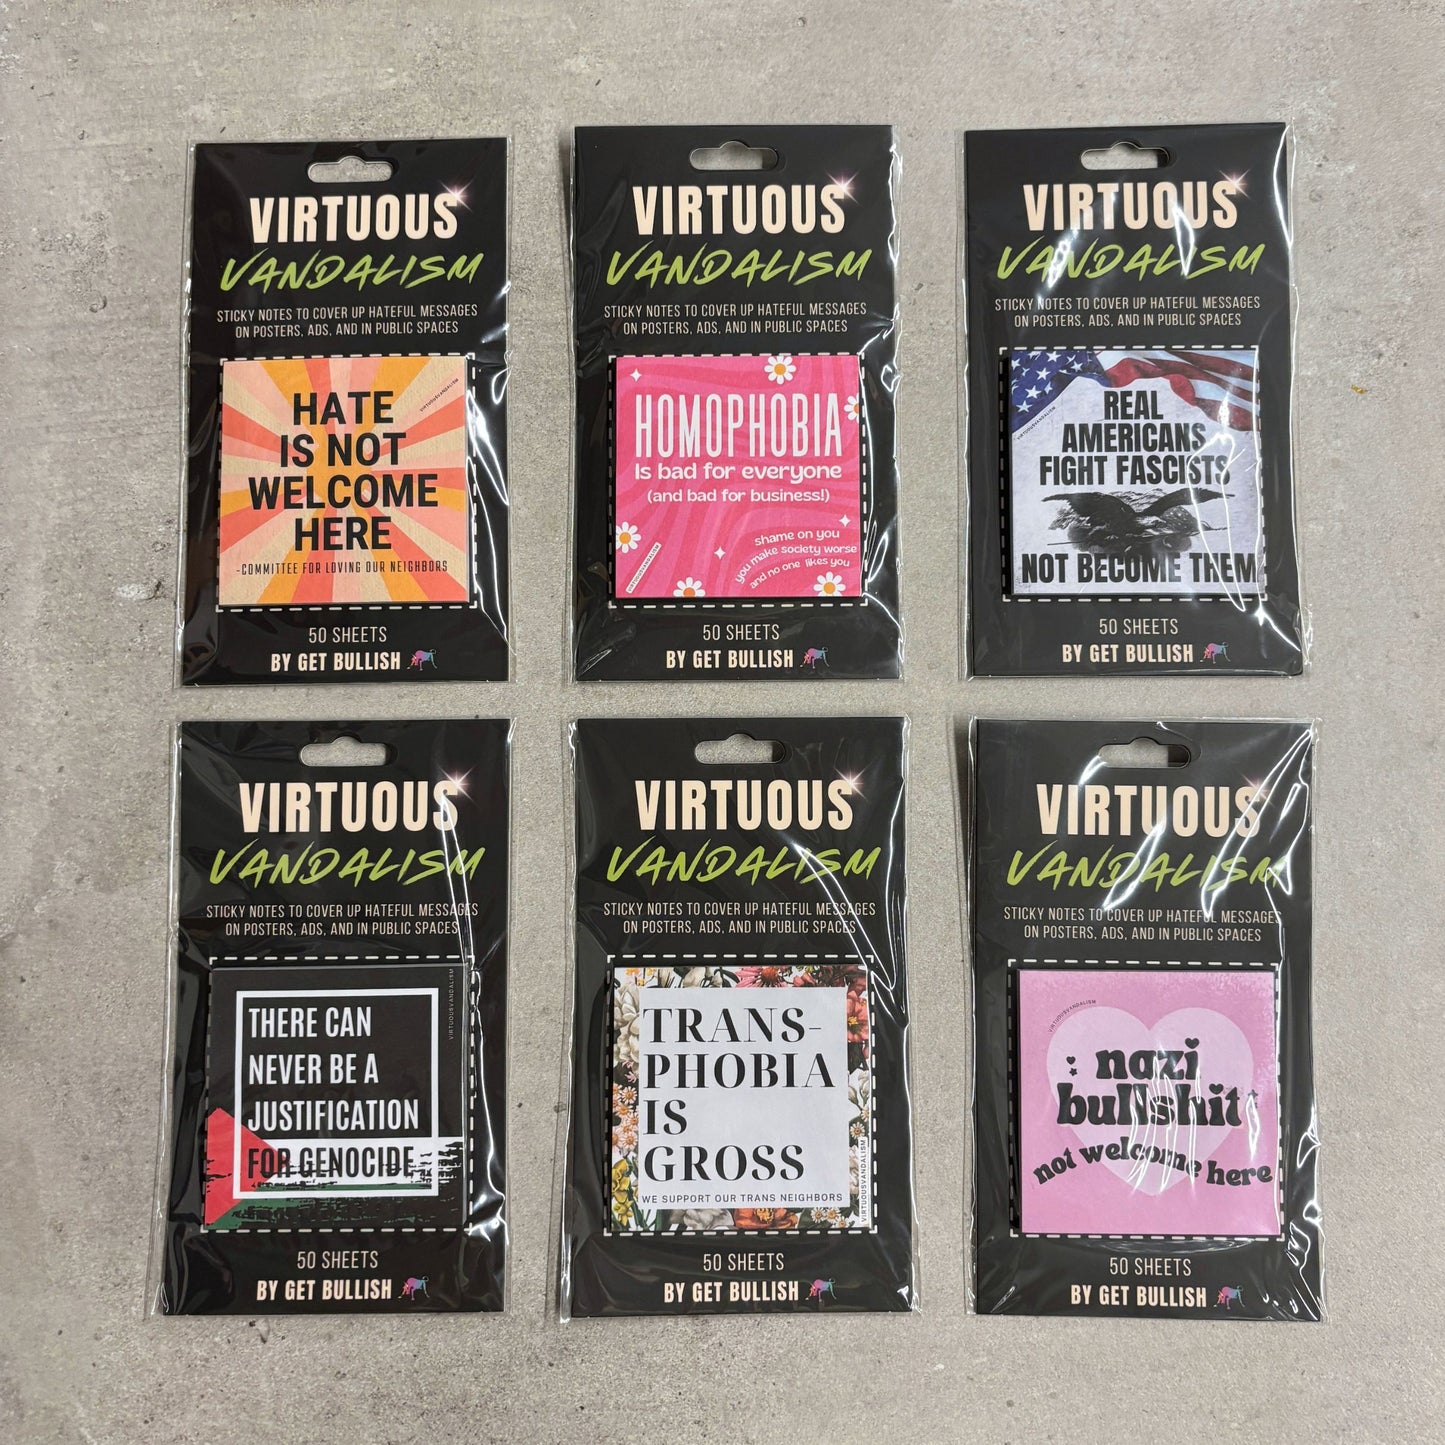 VIRTUOUS
VANDALISM
STICKY NOTES TO COVER UP HATEFUL MESSAGES
ON POSTERS, ADS, AND IN PUBLIC SPACES
VIRTUOUSVANDALISM
HATE
IS NOT
WELCOME
HERE
-COMMITTEE FOR LOVING OUR NEIGHBORS
50 SHEETS
BY GET BULLISH
VIRTUOUS
VANDALISM
STICKY NOTES TO COVER UP HATEFUL MESSAGES
ON POSTERS, ADS, AND IN PUBLIC SPACES
HOMOPHOBIA
Is bad for everyone
(and bad for business!)
shame on you
you make society worse
and no one likes you
VIRTUOUSVANDALISM
50 SHEETS
BY GET BULLISH
VIRTUOUS
VANDALISM
STICKY NOTES TO COVER UP HATEFUL MESSAGES
ON POSTERS, ADS, AND IN PUBLIC SPACES
VIRTUOUSVANDALISM
REAL
AMERICANS
FIGHT FASCISTS
NOT BECOME THEM
50 SHEETS
BY GET BULLISH
VIRTUOUS
VANDALISM
STICKY NOTES TO COVER UP HATEFUL MESSAGES
ON POSTERS, ADS, AND IN PUBLIC SPACES
VIRTUOUSVANDALISM
THERE CAN
NEVER BE A
JUSTIFICATION
FOR GENOCIDE
50 SHEETS
BY GET BULLISH
VIRTUOUS
VANDALISM
STICKY NOTES TO COVER UP HATEFUL MESSAGES
ON POSTERS, ADS, AND IN PUBLIC SPACES
TRANS-
PHOBIA
IS
GROSS
WE SUPPORT OUR TRANS NEIGHBORS
VIRTUOUSVANDALISM
50 SHEETS
BY GET BULLISH
VIRTUOUS
VANDALISM
STICKY NOTES TO COVER UP HATEFUL MESSAGES
ON POSTERS, ADS, AND IN PUBLIC SPACES
VIRTUOUSVANDALISM
nazi
bullshit
not welcome here
50 SHEETS
BY GET BULLISH